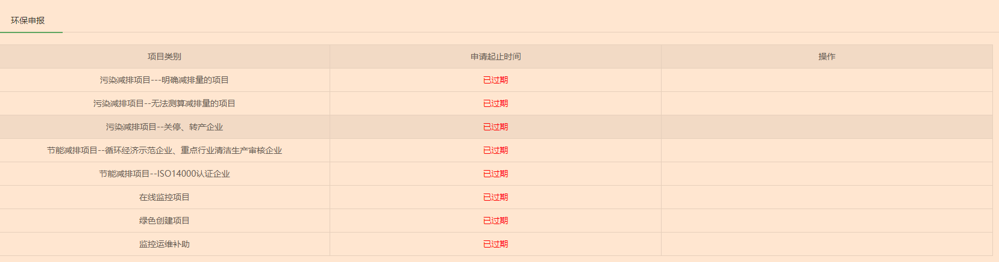 环保申报
项目类别 申请起止时间 操作
污染减排项目---明确减排量的项目 已过期
污染减排项目--无法测算减排量的项目 已过期
污染减排项目--关停、转产企业 已过期
节能减排项目--循环经济示范企业、重点行业清洁生产审核企业 已过期
节能减排项目--ISO14000认证企业 已过期
在线监控项目 已过期
绿色创建项目 已过期
监控运维补助 已过期